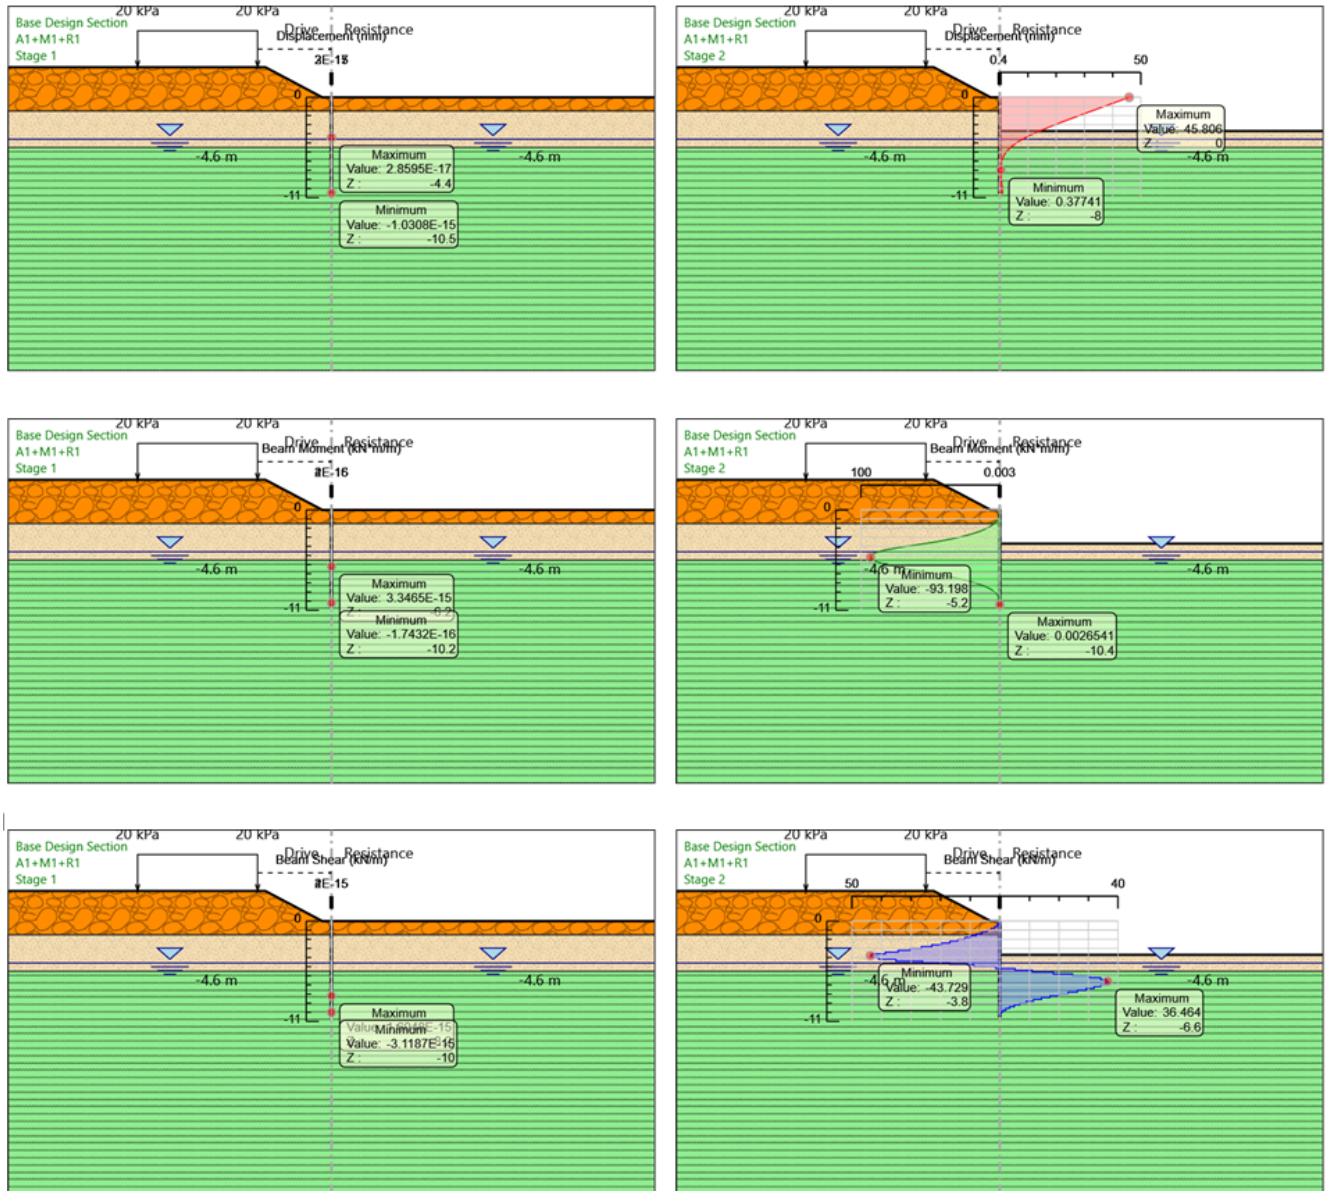 20 kPa 20 kPa
Base Design Section
A1+M1+R1
Stage 1
Drive Resistance
Displacement (mm)
0
-4.6 m -4.6 m
-11
Maximum
Value: 2.8595E-17
Z : -4.4
Minimum
Value: -1.0308E-15
Z : -10.5
20 kPa 20 kPa
Base Design Section
A1+M1+R1
Stage 2
Drive Resistance
Displacement (mm)
0.4 50
0
Maximum
Value: 45.806
Z : 0
-4.6 m -4.6 m
-11
Minimum
Value: 0.37741
Z : -8
20 kPa 20 kPa
Base Design Section
A1+M1+R1
Stage 1
Drive Resistance
Beam Moment (kN*m/m)
0
-4.6 m -4.6 m
-11
Maximum
Value: 3.3465E-15
Minimum
Value: -1.7432E-16
Z : -10.2
20 kPa 20 kPa
Base Design Section
A1+M1+R1
Stage 2
Drive Resistance
Beam Moment (kN*m/m)
100 0.003
0
-4.6 m -4.6 m
-11
Minimum
Value: -93.198
Z : -5.2
Maximum
Value: 0.0026541
Z : -10.4
20 kPa 20 kPa
Base Design Section
A1+M1+R1
Stage 1
Drive Resistance
Beam Shear (kN/m)
0
-4.6 m -4.6 m
-11
Maximum
Minimum
Value: -3.1187E-15
Z : -10
20 kPa 20 kPa
Base Design Section
A1+M1+R1
Stage 2
Drive Resistance
Beam Shear (kN/m)
50 40
0
-4.6 m -4.6 m
-11
Minimum
Value: -43.729
Z : -3.8
Maximum
Value: 36.464
Z : -6.6